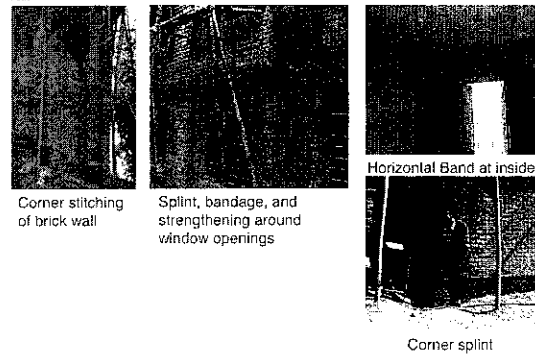 Corner stitching
of brick wall
Splint, bandage, and
strengthening around
window openings
Horizontal Band at inside
Corner splint